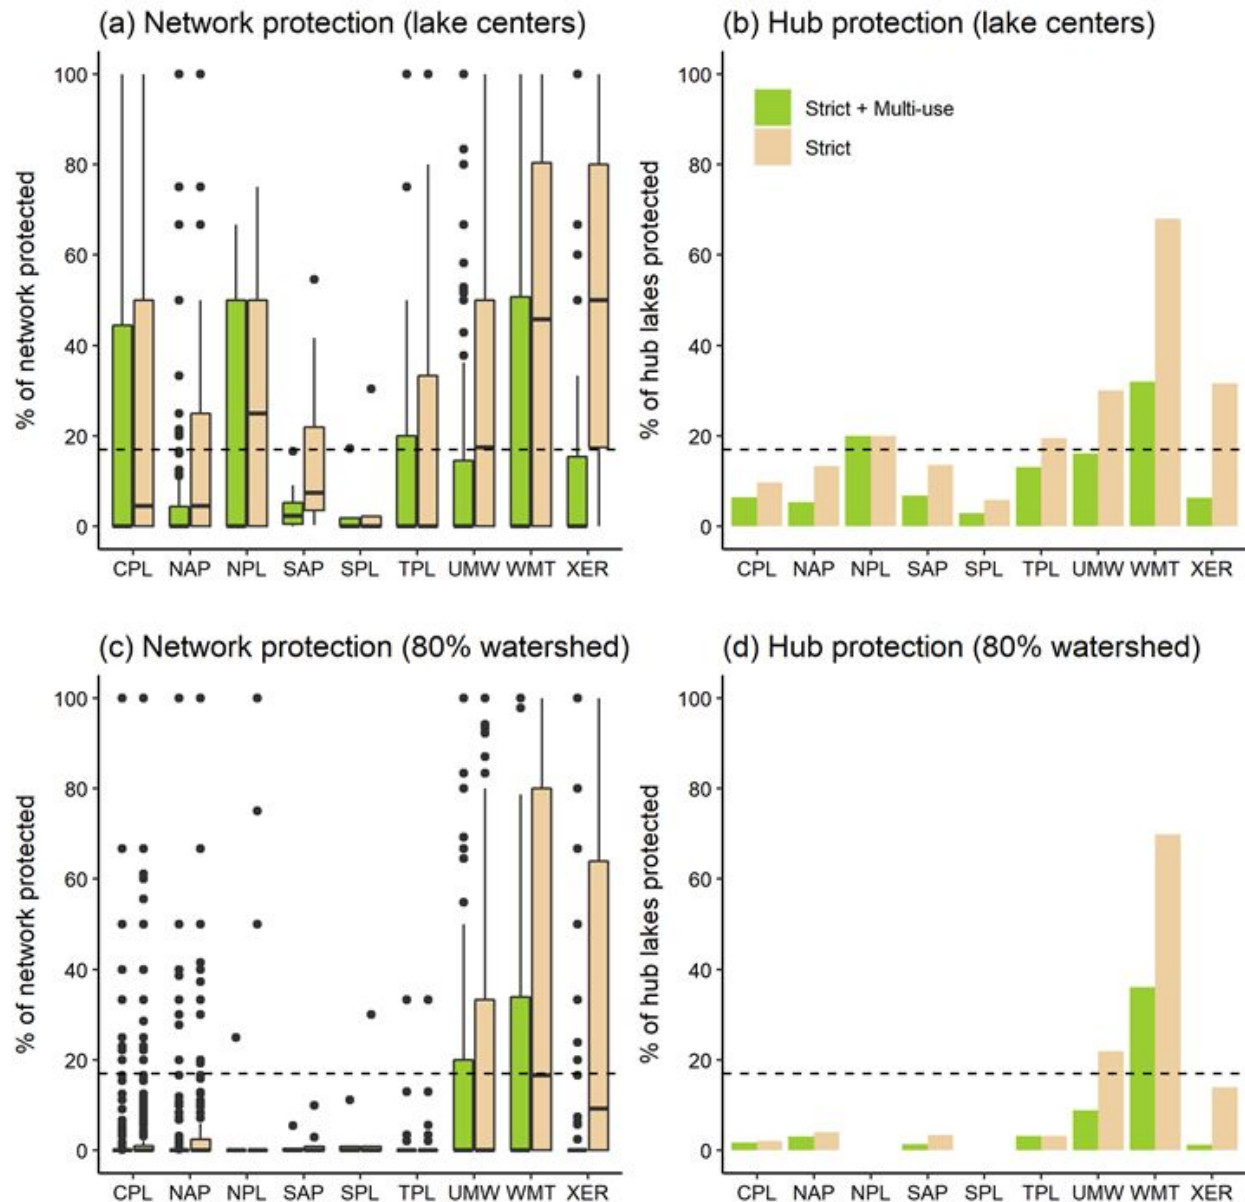 (a) Network protection (lake centers)
% of network protected
100
80
60
40
20
0
CPL NAP NPL SAP SPL TPL UMW WMT XER
(b) Hub protection (lake centers)
% of hub lakes protected
100
80
60
40
20
0
Strict + Multi-use
Strict
CPL NAP NPL SAP SPL TPL UMW WMT XER
(c) Network protection (80% watershed)
% of network protected
100
80
60
40
20
0
CPL NAP NPL SAP SPL TPL UMW WMT XER
(d) Hub protection (80% watershed)
% of hub lakes protected
100
80
60
40
20
0
CPL NAP NPL SAP SPL TPL UMW WMT XER